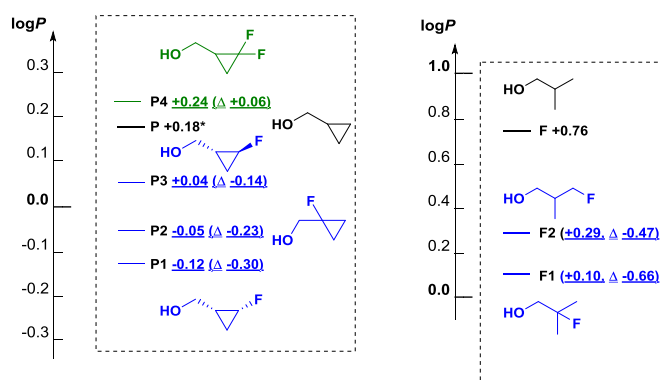 logP
0.3
0.2
0.1
0.0
-0.1
-0.2
-0.3
HO
F
F
P4 +0.24 (Δ +0.06)
P +0.18*
HO
HO
F
P3 +0.04 (Δ -0.14)
F
P2 -0.05 (Δ -0.23)
HO
P1 -0.12 (Δ -0.30)
HO
F
logP
1.0
0.8
0.6
0.4
0.2
0.0
HO
F +0.76
HO
F
F2 (+0.29, Δ -0.47)
F1 (+0.10, Δ -0.66)
HO
F